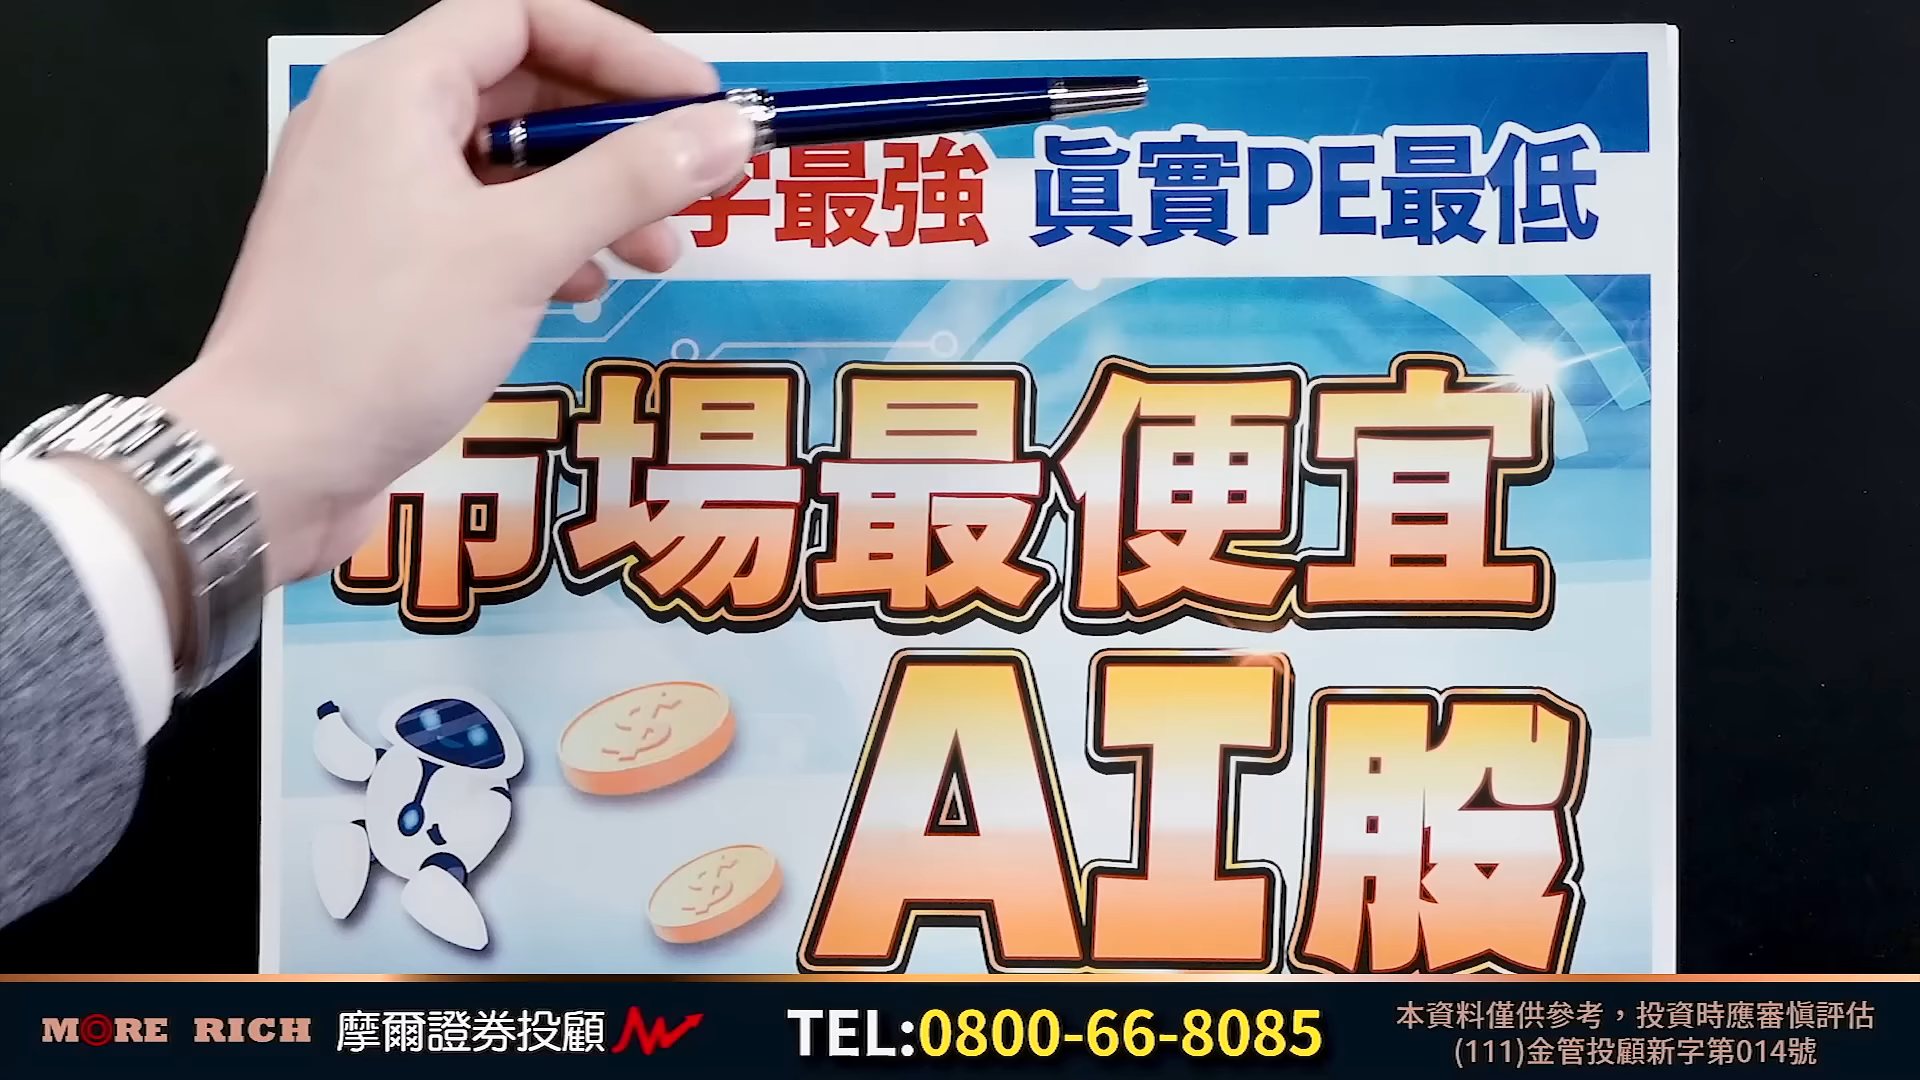 字最強 真實PE最低
市場最便宜
AI股
MORE RICH 摩爾證券投顧 TEL:0800-66-8085
本資料僅供參考，投資時應審慎評估
(111)金管投顧新字第014號